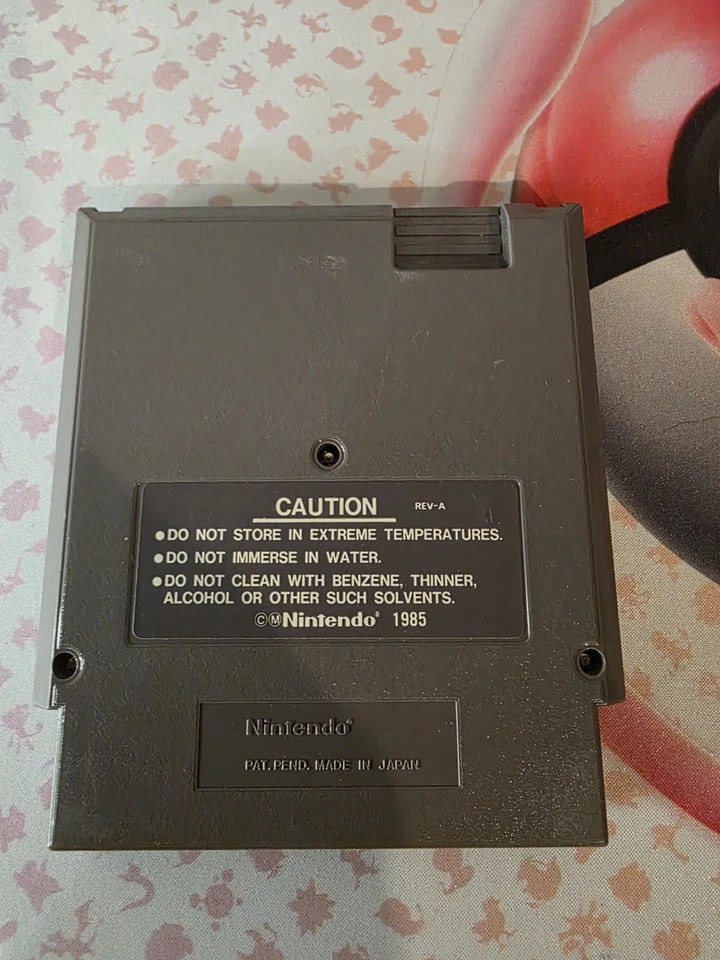 CAUTION REV-A
●DO NOT STORE IN EXTREME TEMPERATURES.
●DO NOT IMMERSE IN WATER.
●DO NOT CLEAN WITH BENZENE, THINNER,
ALCOHOL OR OTHER SUCH SOLVENTS.
©ⓂNintendo® 1985
Nintendo®
PAT. PEND. MADE IN JAPAN